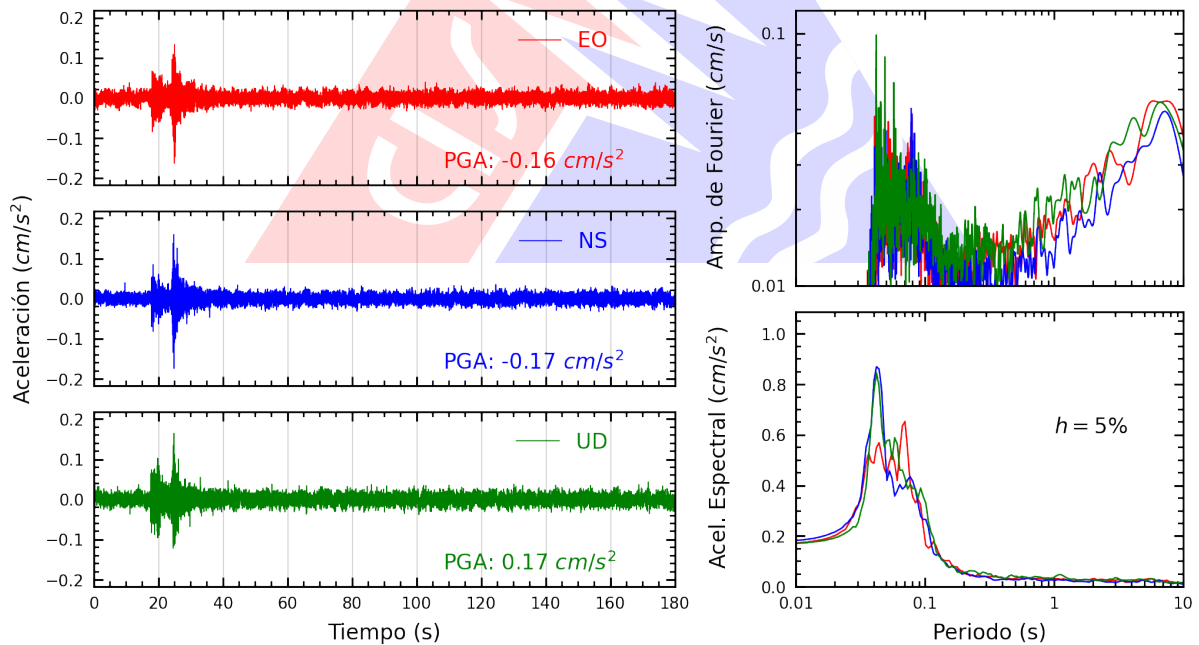 Aceleración (cm/s²)
0.2
0.1
0.0
−0.1
−0.2
EO
PGA: -0.16 cm/s²
0.2
0.1
0.0
−0.1
−0.2
NS
PGA: -0.17 cm/s²
0.2
0.1
0.0
−0.1
−0.2
UD
PGA: 0.17 cm/s²
0 20 40 60 80 100 120 140 160 180
Tiempo (s)
Amp. de Fourier (cm/s)
0.1
0.01
Acel. Espectral (cm/s²)
1.0
0.8
0.6
0.4
0.2
0.0
h = 5%
0.01 0.1 1 10
Periodo (s)